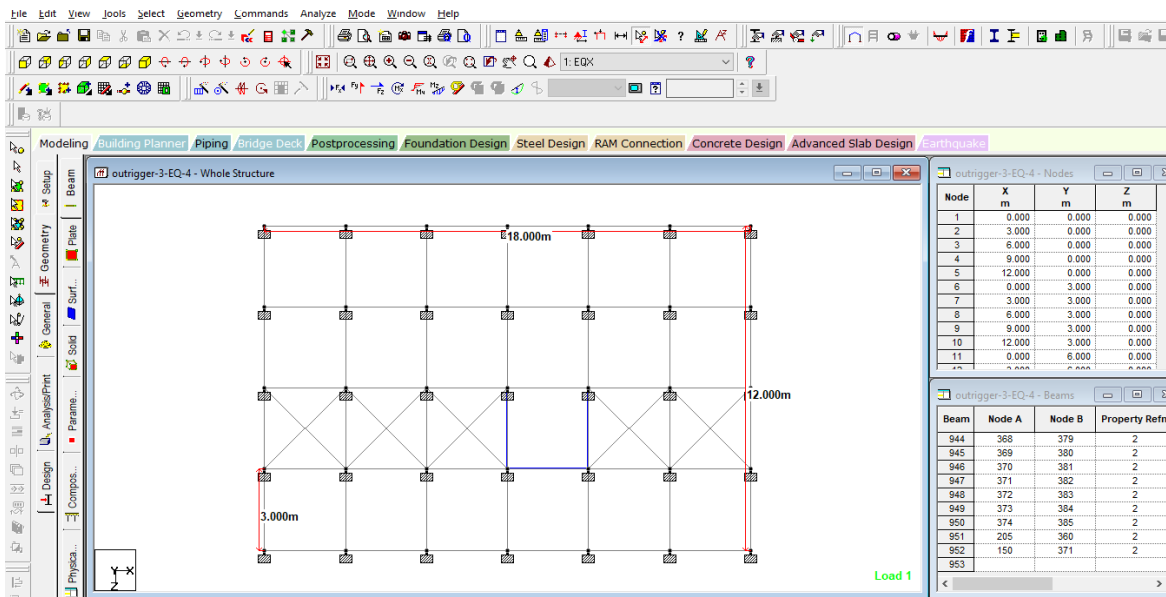 File Edit View Tools Select Geometry Commands Analyze Mode Window Help
1: EQX
Modeling Building Planner Piping Bridge Deck Postprocessing Foundation Design Steel Design RAM Connection Concrete Design Advanced Slab Design Earthquake
Setup
Geometry
General
Analysis/Print
Design
Beam
Plate
Surf...
Solid
Parame...
Compos...
Physica...
outrigger-3-EQ-4 - Whole Structure
18.000m
12.000m
3.000m
Y X
Z
Load 1
outrigger-3-EQ-4 - Nodes
Node X m Y m Z m
1 0.000 0.000 0.000
2 3.000 0.000 0.000
3 6.000 0.000 0.000
4 9.000 0.000 0.000
5 12.000 0.000 0.000
6 0.000 3.000 0.000
7 3.000 3.000 0.000
8 6.000 3.000 0.000
9 9.000 3.000 0.000
10 12.000 3.000 0.000
11 0.000 6.000 0.000
outrigger-3-EQ-4 - Beams
Beam Node A Node B Property Refn
944 368 379 2
945 369 380 2
946 370 381 2
947 371 382 2
948 372 383 2
949 373 384 2
950 374 385 2
951 205 360 2
952 150 371 2
953